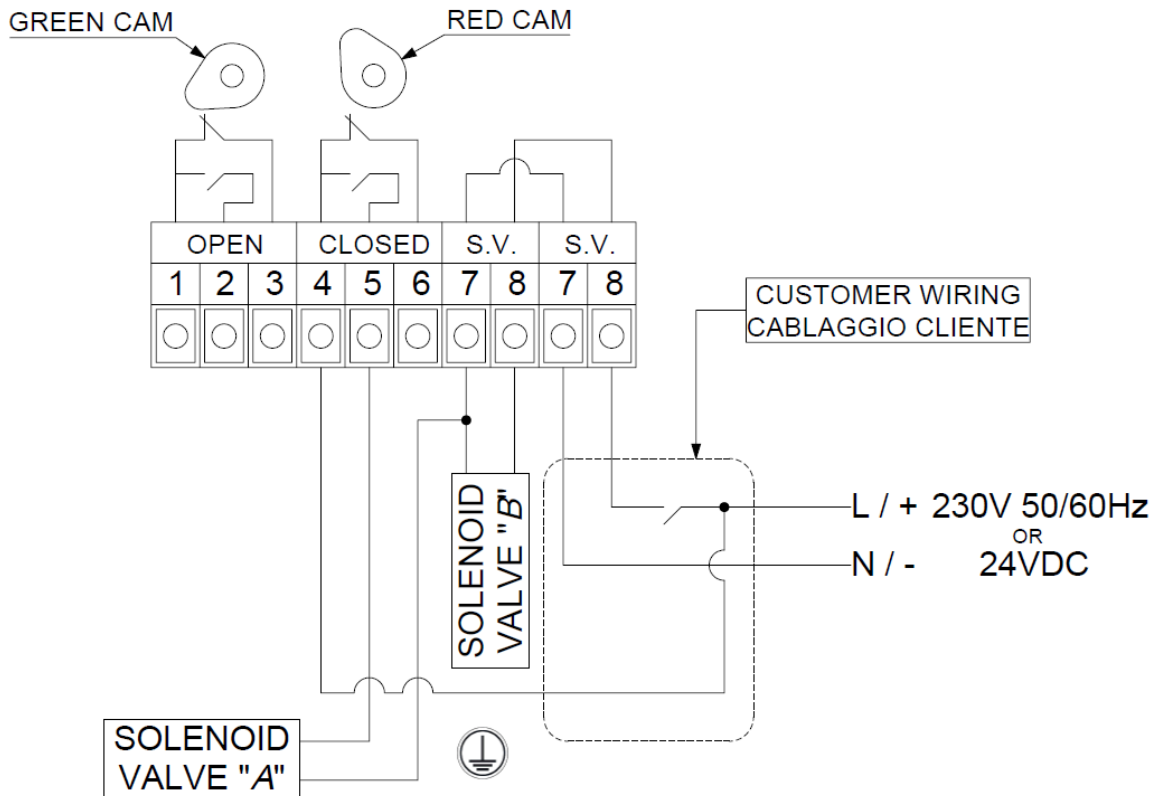 GREEN CAM
RED CAM
OPEN CLOSED S.V. S.V.
1 2 3 4 5 6 7 8 7 8
CUSTOMER WIRING
CABLAGGIO CLIENTE
SOLENOID
VALVE "B"
L / + 230V 50/60Hz
OR
N / - 24VDC
SOLENOID
VALVE "A"